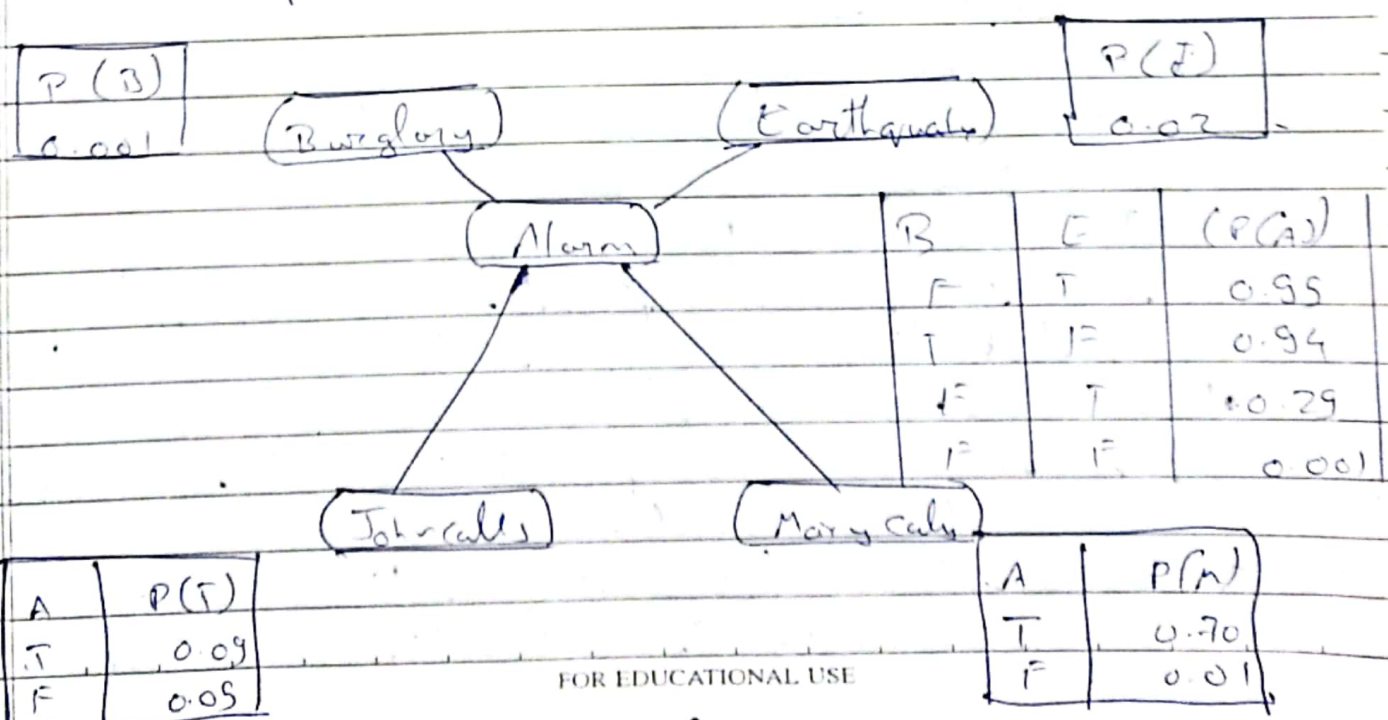 P(B)
0.001
Burglary
Earthquake
P(E)
0.02
Alarm
B E (P(A))
F T 0.95
T F 0.94
F T 0.29
F F 0.001
John calls
Mary Calls
A P(J)
T 0.09
F 0.05
A P(M)
T 0.70
F 0.01
FOR EDUCATIONAL USE